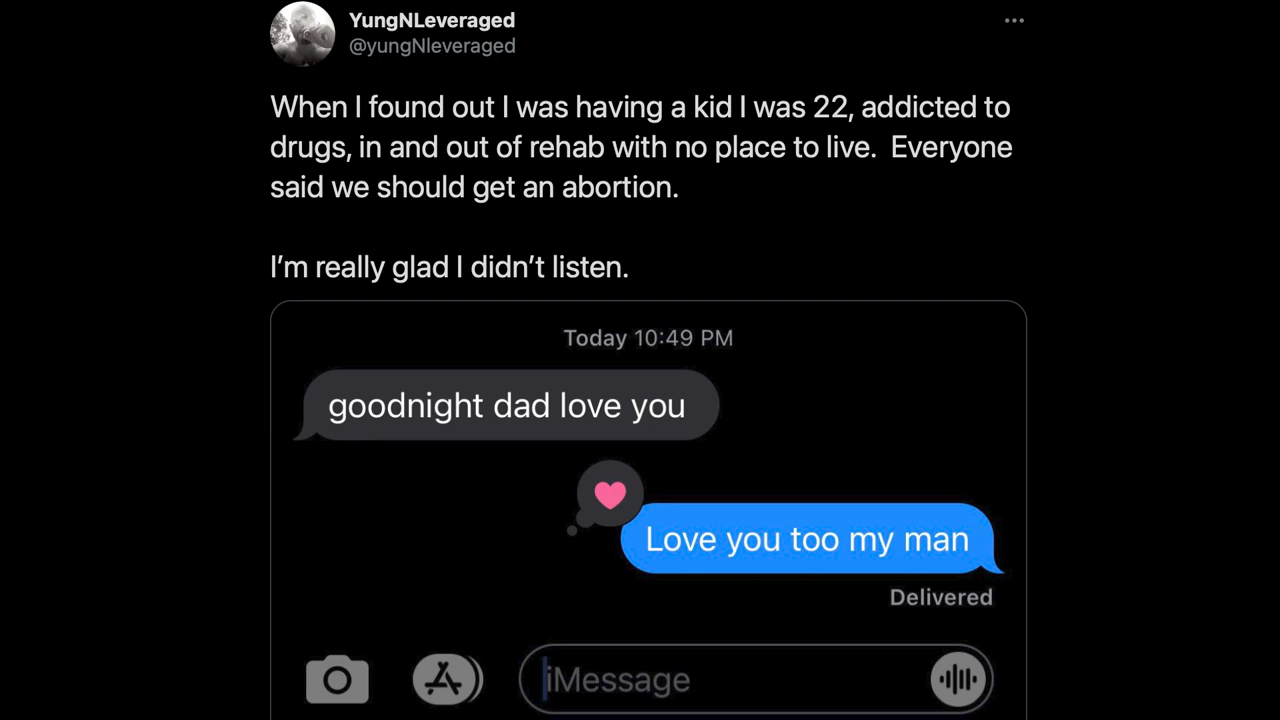 YungNLeveraged
@yungNleveraged
When I found out I was having a kid I was 22, addicted to
drugs, in and out of rehab with no place to live.  Everyone
said we should get an abortion.
I'm really glad I didn't listen.
Today 10:49 PM
goodnight dad love you
Love you too my man
Delivered
iMessage